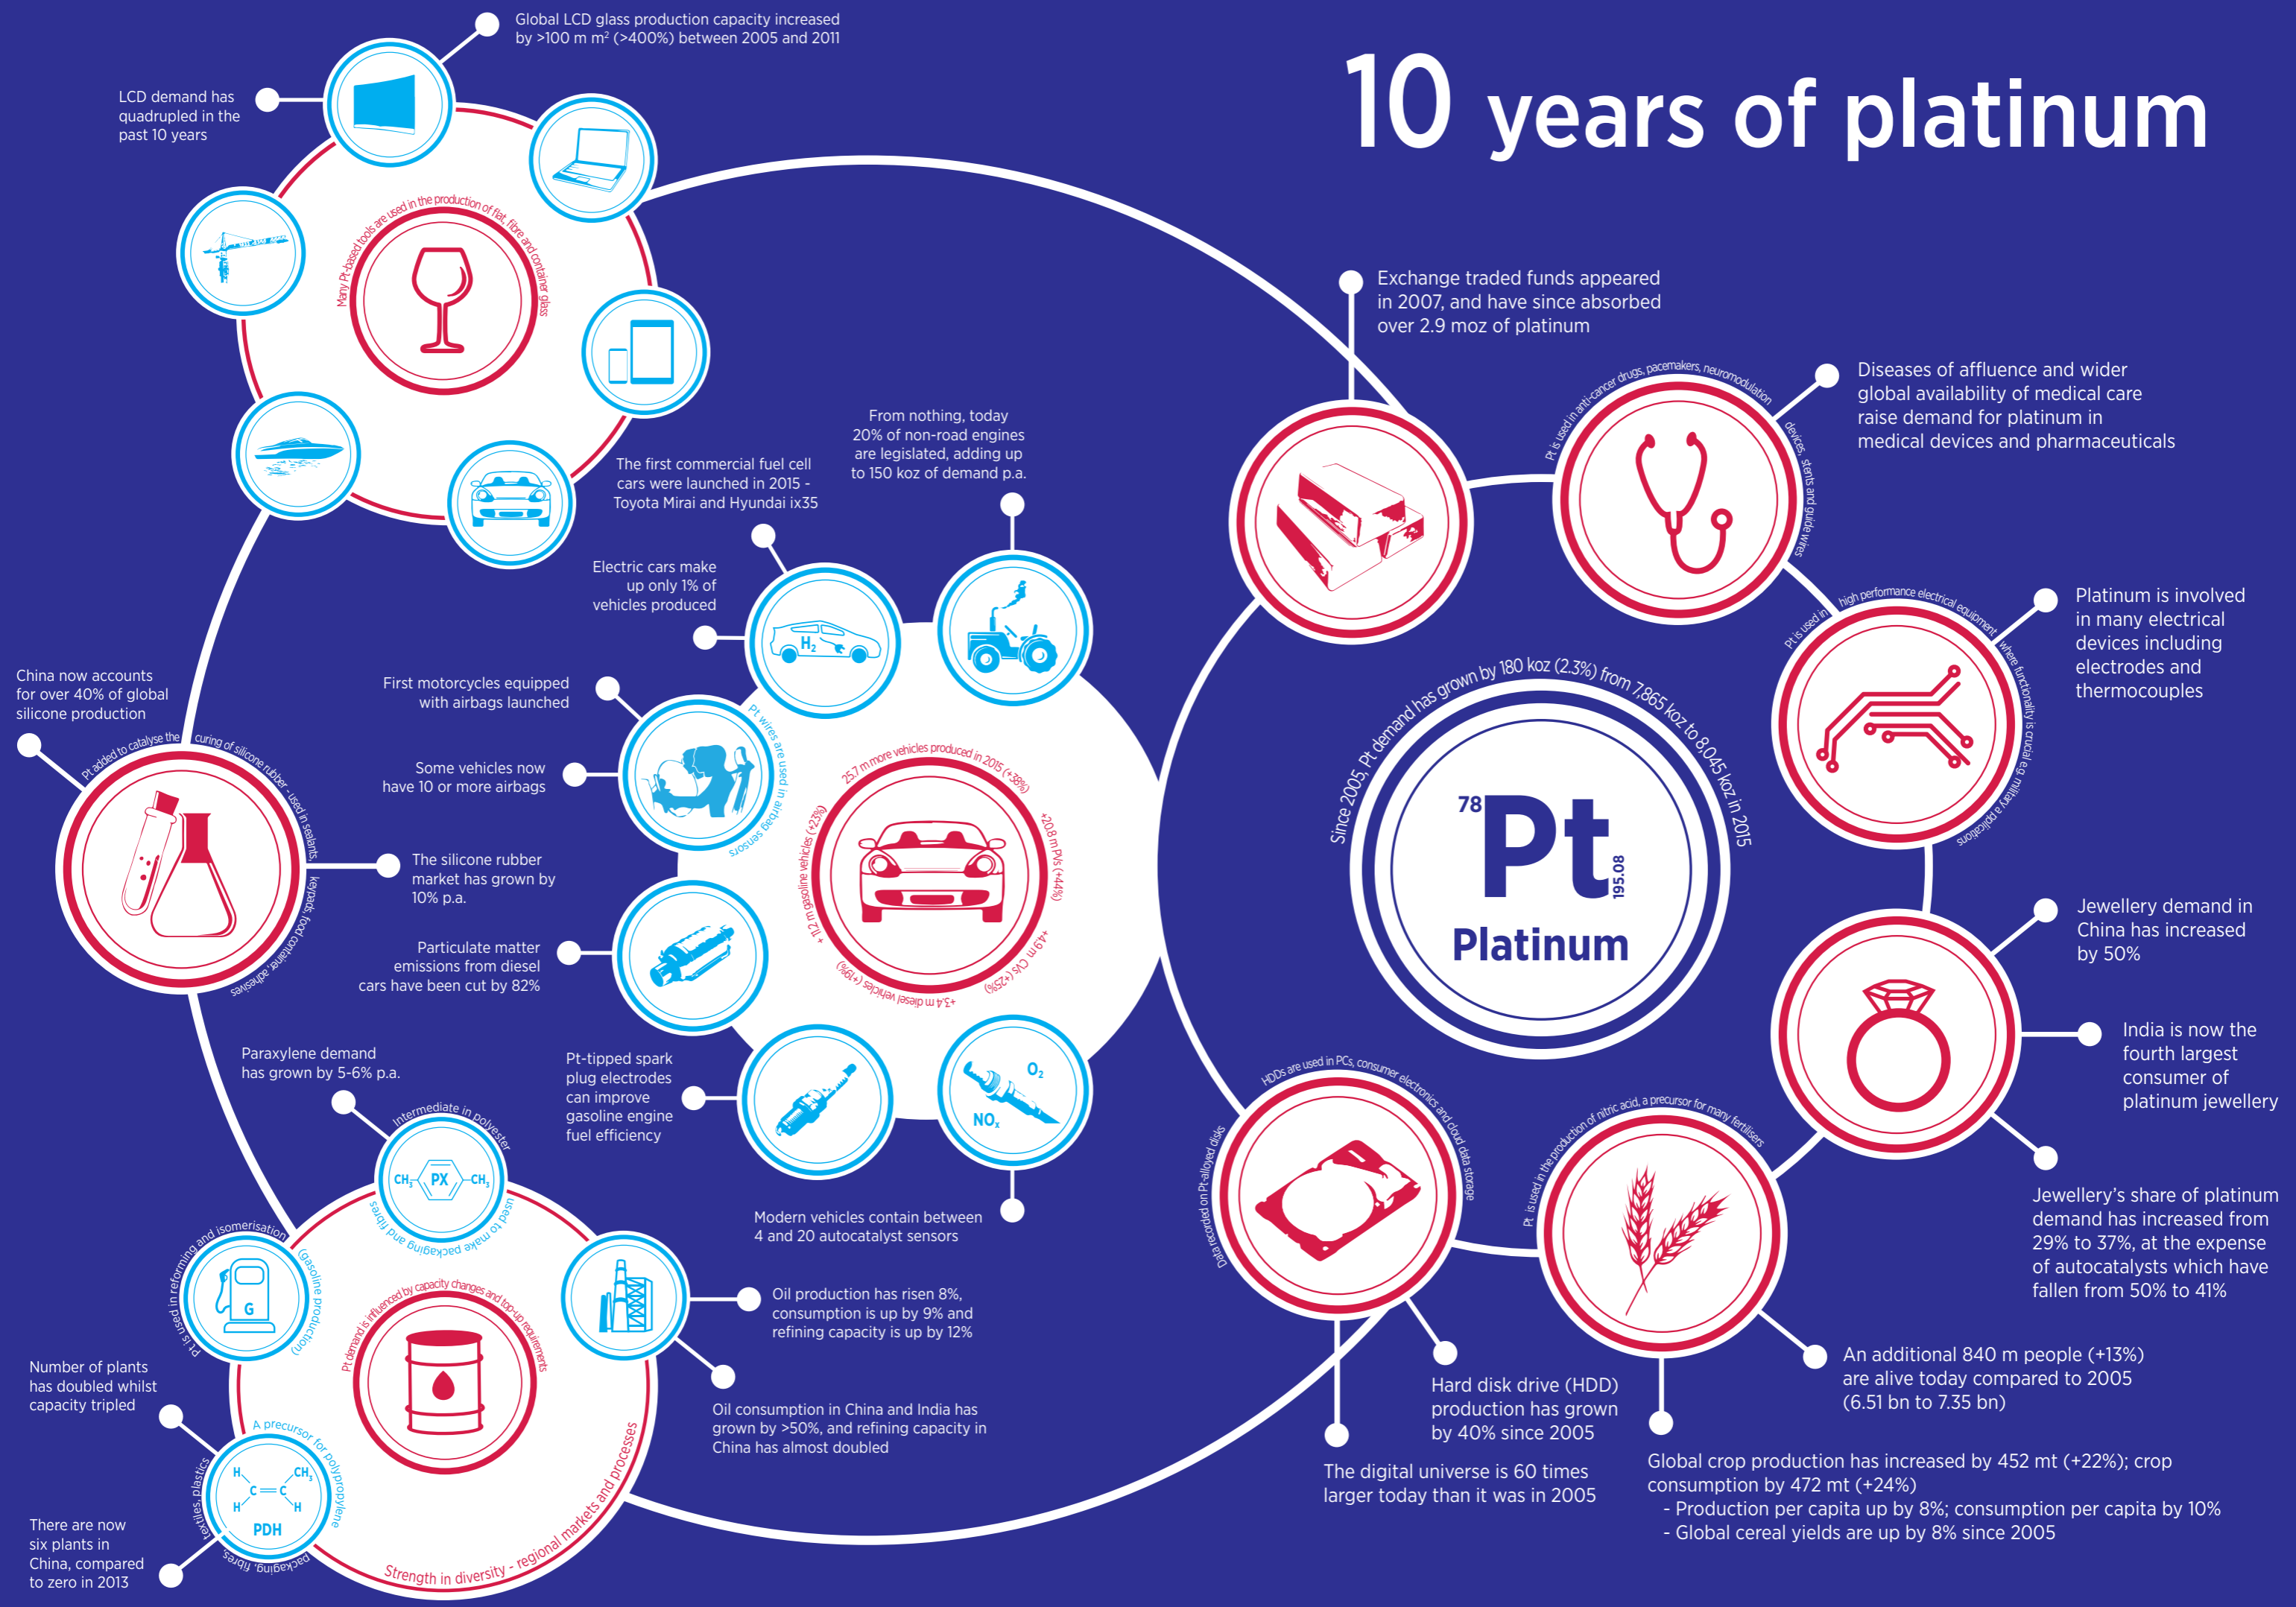 10 years of platinum
Global LCD glass production capacity increased
by >100 m m² (>400%) between 2005 and 2011
LCD demand has
quadrupled in the
past 10 years
Many Pt-based tools are used in the production of flat, fibre and container glass
Exchange traded funds appeared
in 2007, and have since absorbed
over 2.9 moz of platinum
Pt is used in anti-cancer drugs, pacemakers, neuromodulation devices, stents and guide wires
Diseases of affluence and wider
global availability of medical care
raise demand for platinum in
medical devices and pharmaceuticals
From nothing, today
20% of non-road engines
are legislated, adding up
to 150 koz of demand p.a.
The first commercial fuel cell
cars were launched in 2015 -
Toyota Mirai and Hyundai ix35
Electric cars make
up only 1% of
vehicles produced
H₂
First motorcycles equipped
with airbags launched
Some vehicles now
have 10 or more airbags
Pt wires are used in airbag sensors
Pt is used in high performance electrical equipment where functionality is crucial e.g. military a pplications
Platinum is involved
in many electrical
devices including
electrodes and
thermocouples
China now accounts
for over 40% of global
silicone production
Pt added to catalyse the curing of silicone rubber - used in sealants, keypads, food container, adhesives
The silicone rubber
market has grown by
10% p.a.
25.7 m more vehicles produced in 2015 (+38%)
+20.8 m PVs (+44%)
+4.9 m CVs (+25%)
+3.4 m diesel vehicles (+19%)
+ 11.2 m gasoline vehicles (+23%)
Since 2005, Pt demand has grown by 180 koz (2.3%) from 7,865 koz to 8,045 koz in 2015
78
Pt
195.08
Platinum
Particulate matter
emissions from diesel
cars have been cut by 82%
Pt-tipped spark
plug electrodes
can improve
gasoline engine
fuel efficiency
O₂
NOₓ
Modern vehicles contain between
4 and 20 autocatalyst sensors
Jewellery demand in
China has increased
by 50%
India is now the
fourth largest
consumer of
platinum jewellery
Jewellery's share of platinum
demand has increased from
29% to 37%, at the expense
of autocatalysts which have
fallen from 50% to 41%
Paraxylene demand
has grown by 5-6% p.a.
Intermediate in polyester
used to make packaging and fibres
CH₃
PX
CH₃
Pt is used in reforming and isomerisation
(gasoline production)
G
Pt demand is influenced by capacity changes and top-up requirements
Oil production has risen 8%,
consumption is up by 9% and
refining capacity is up by 12%
Oil consumption in China and India has
grown by >50%, and refining capacity in
China has almost doubled
Number of plants
has doubled whilst
capacity tripled
A precursor for polypropylene
packaging, fibres,
textiles, plastics
H
CH₃
C
C
H
H
PDH
There are now
six plants in
China, compared
to zero in 2013
Strength in diversity - regional markets and processes
Data recorded on Pt-alloyed disks
HDDs are used in PCs, consumer electronics and cloud data storage
Hard disk drive (HDD)
production has grown
by 40% since 2005
The digital universe is 60 times
larger today than it was in 2005
Pt is used in the production of nitric acid, a precursor for many fertilisers
An additional 840 m people (+13%)
are alive today compared to 2005
(6.51 bn to 7.35 bn)
Global crop production has increased by 452 mt (+22%); crop
consumption by 472 mt (+24%)
- Production per capita up by 8%; consumption per capita by 10%
- Global cereal yields are up by 8% since 2005